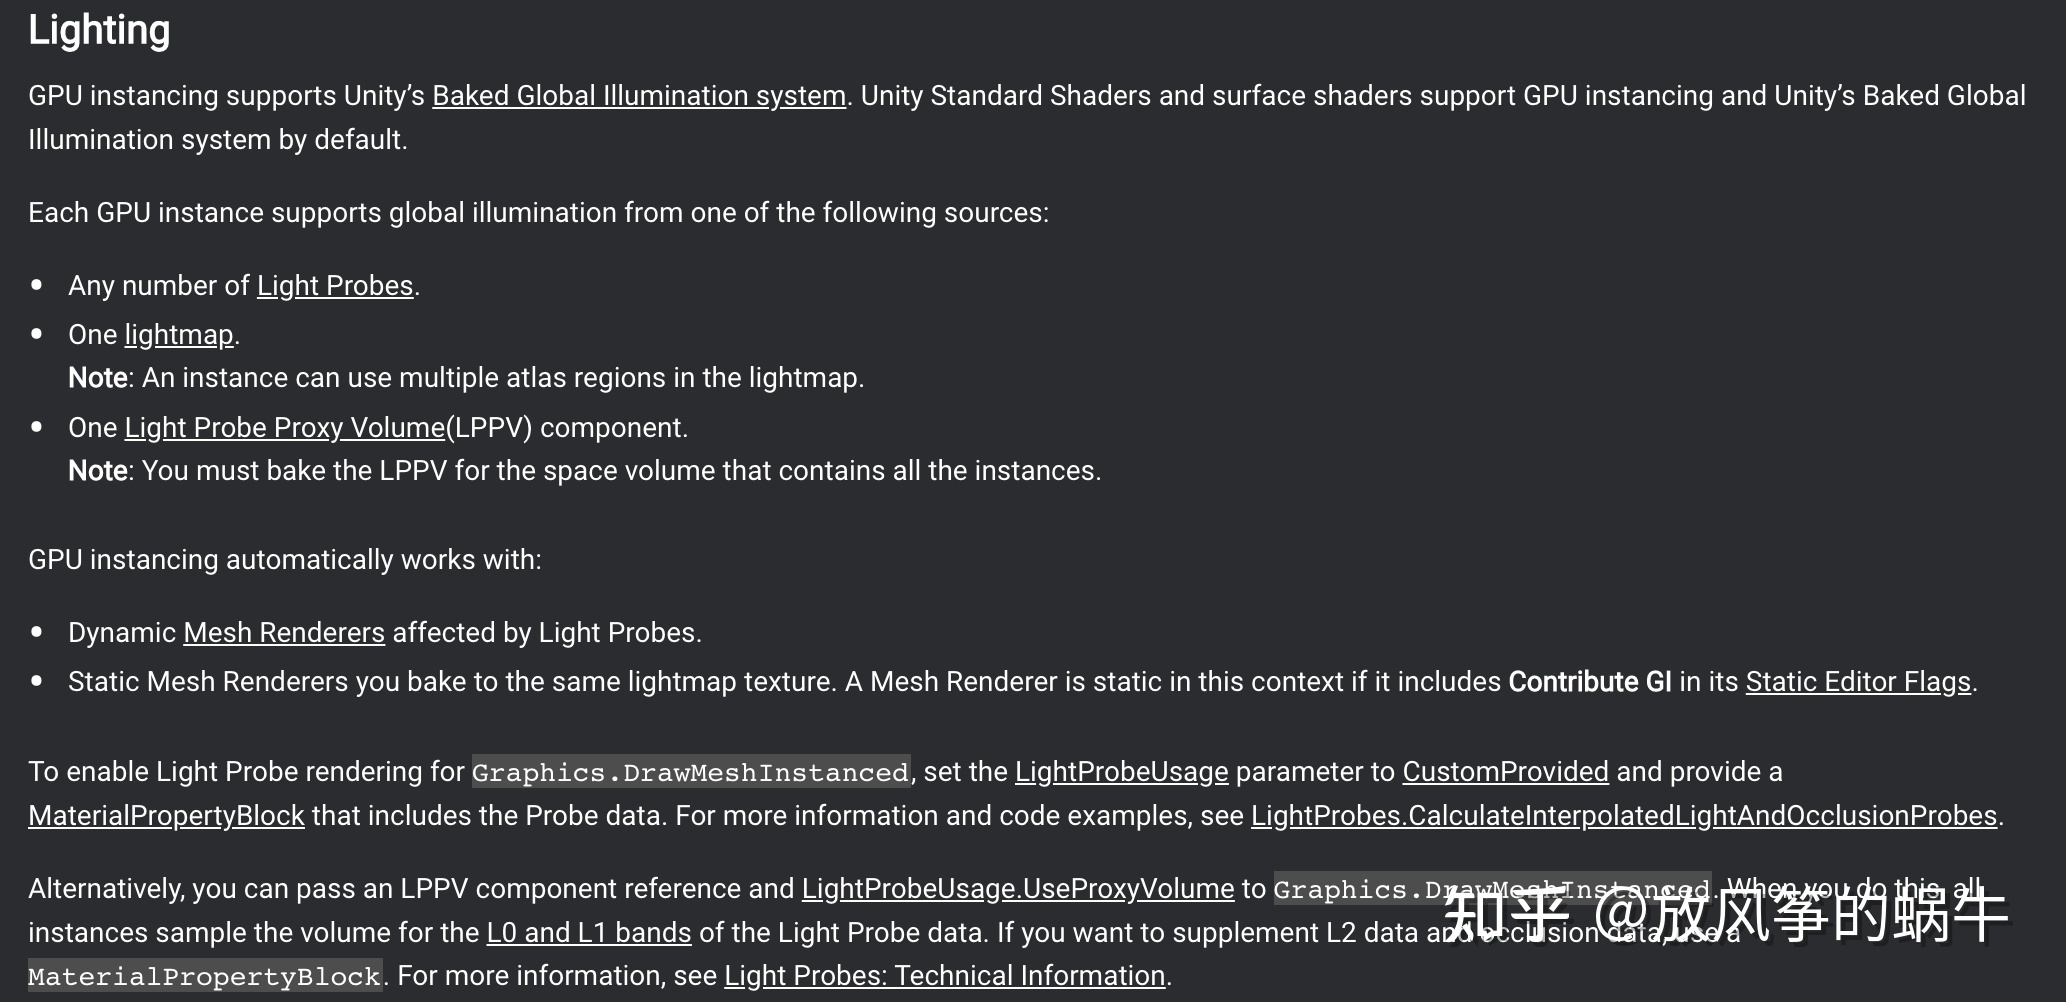 Lighting
GPU instancing supports Unity’s Baked Global Illumination system. Unity Standard Shaders and surface shaders support GPU instancing and Unity’s Baked Global
Illumination system by default.
Each GPU instance supports global illumination from one of the following sources:
• Any number of Light Probes.
• One lightmap.
Note: An instance can use multiple atlas regions in the lightmap.
• One Light Probe Proxy Volume(LPPV) component.
Note: You must bake the LPPV for the space volume that contains all the instances.
GPU instancing automatically works with:
• Dynamic Mesh Renderers affected by Light Probes.
• Static Mesh Renderers you bake to the same lightmap texture. A Mesh Renderer is static in this context if it includes Contribute GI in its Static Editor Flags.
To enable Light Probe rendering for Graphics.DrawMeshInstanced, set the LightProbeUsage parameter to CustomProvided and provide a
MaterialPropertyBlock that includes the Probe data. For more information and code examples, see LightProbes.CalculateInterpolatedLightAndOcclusionProbes.
Alternatively, you can pass an LPPV component reference and LightProbeUsage.UseProxyVolume to Graphics.DrawMeshInstanced. When you do this, all
instances sample the volume for the L0 and L1 bands of the Light Probe data. If you want to supplement L2 data and occlusion data, use a
MaterialPropertyBlock. For more information, see Light Probes: Technical Information.
知乎 @放风筝的蜗牛